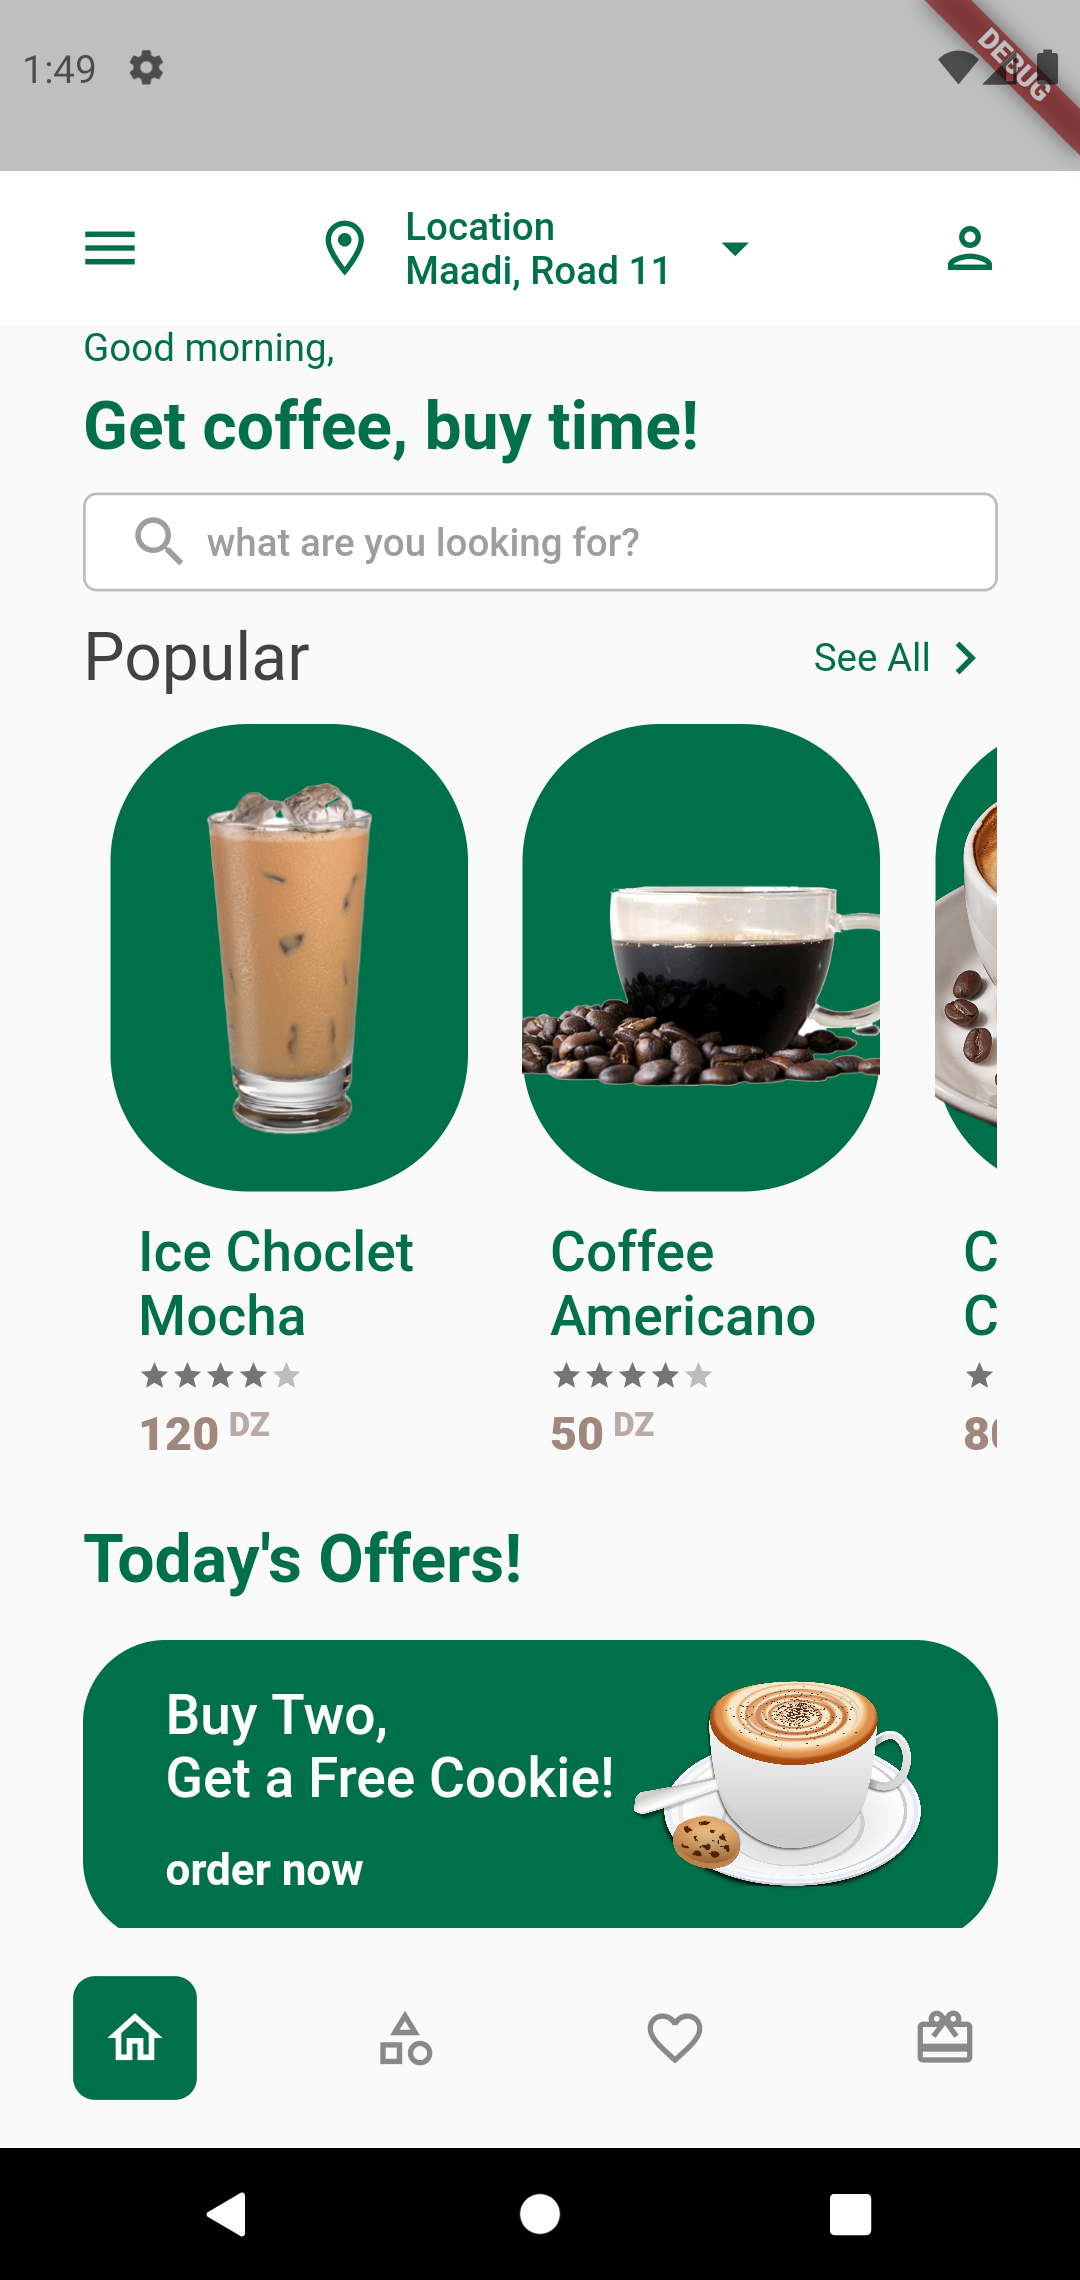 1:49
DEBUG
Location
Maadi, Road 11
Good morning,
Get coffee, buy time!
what are you looking for?
Popular
See All
Ice Choclet
Mocha
120 DZ
Coffee
Americano
50 DZ
C
C
80
Today's Offers!
Buy Two,
Get a Free Cookie!
order now